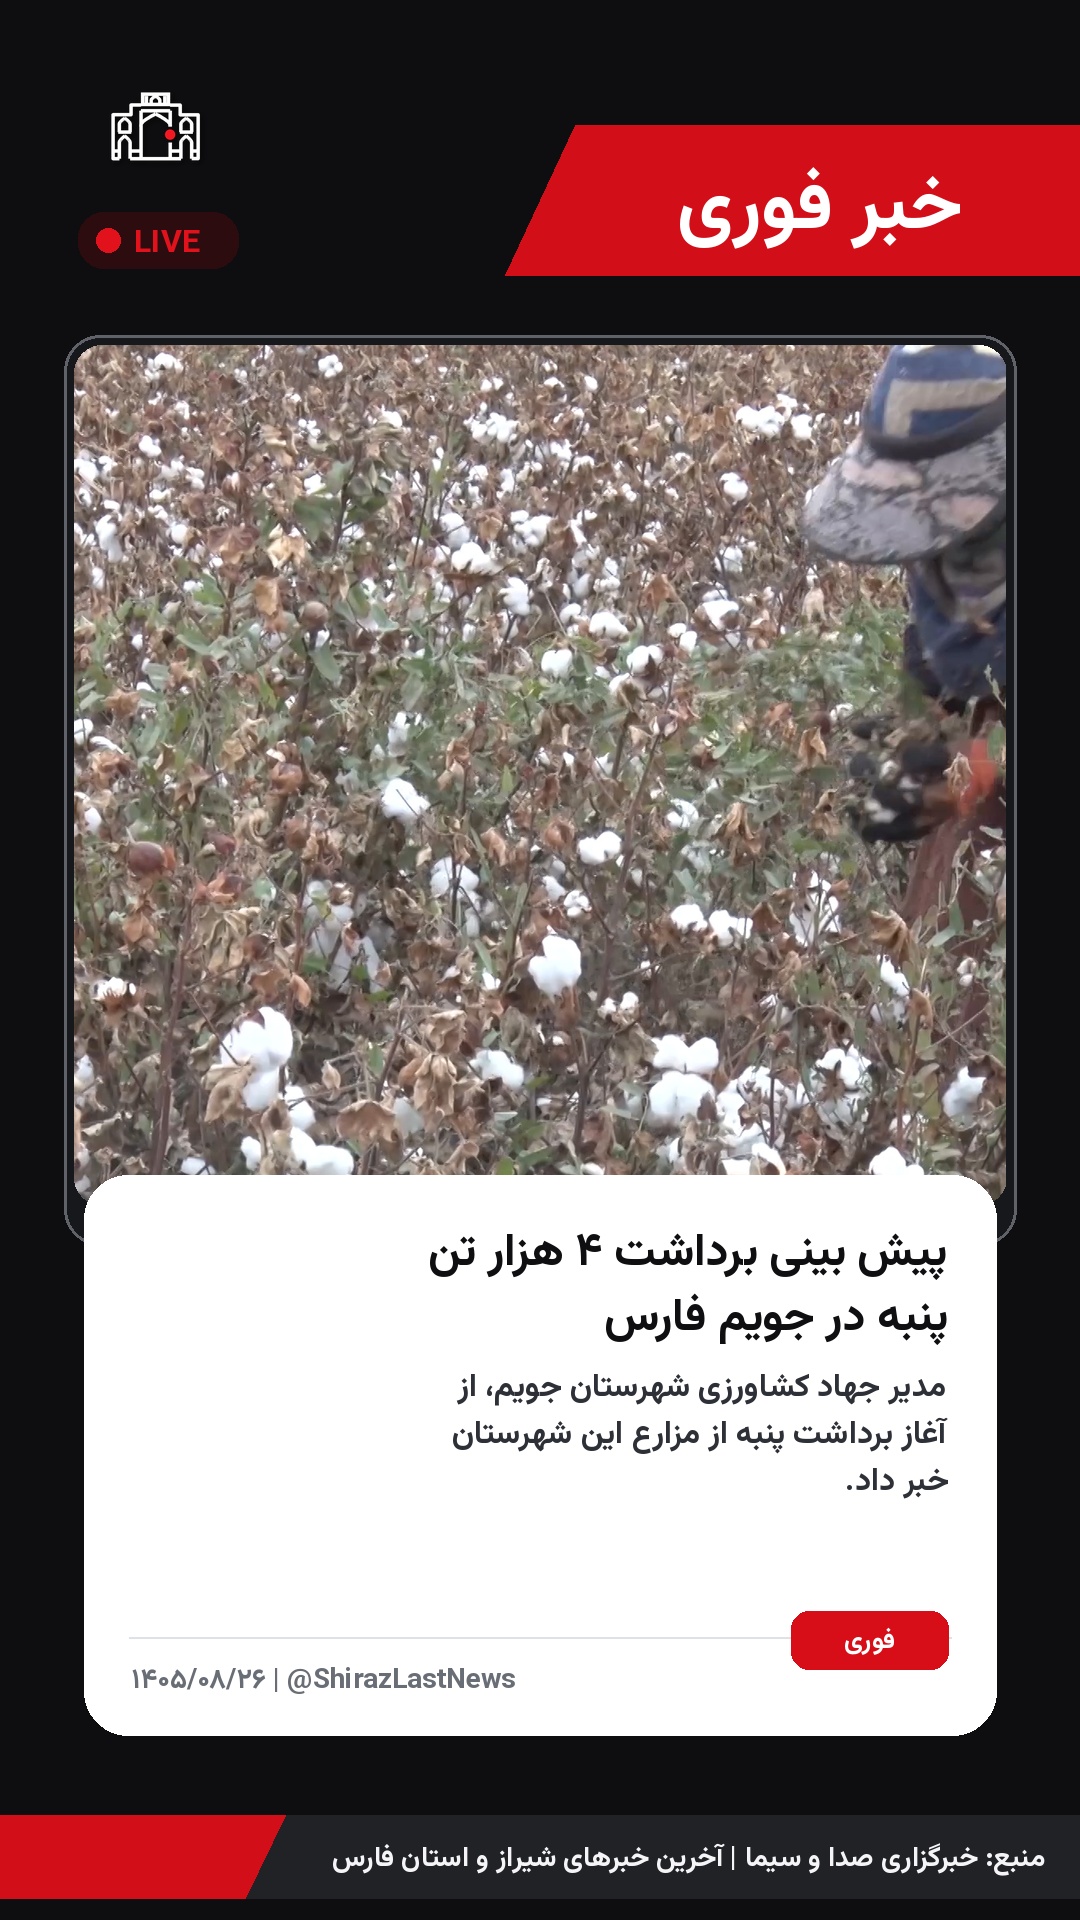 خبر فوری
LIVE
پیش بینی برداشت ۴ هزار تن
پنبه در جویم فارس
مدیر جهاد کشاورزی شهرستان جویم، از
آغاز برداشت پنبه از مزارع این شهرستان
خبر داد.
فوری
۱۴۰۵/۰۸/۲۶ | @ShirazLastNews
منبع: خبرگزاری صدا و سیما | آخرین خبرهای شیراز و استان فارس